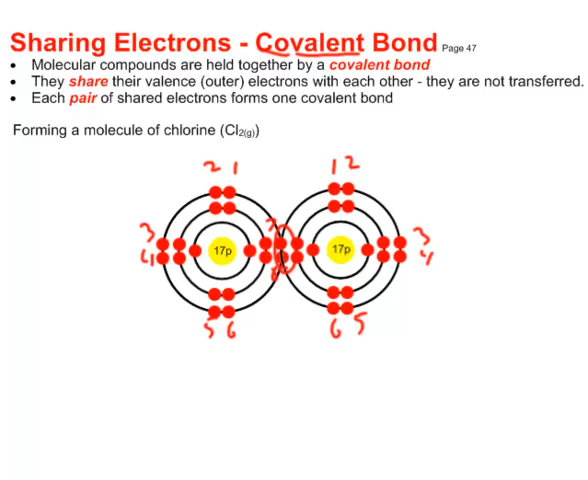 Sharing Electrons - Covalent Bond Page 47
• Molecular compounds are held together by a covalent bond
• They share their valence (outer) electrons with each other - they are not transferred.
• Each pair of shared electrons forms one covalent bond
Forming a molecule of chlorine (Cl2(g))
2 1 1 2
3 7 3
17p 17p
4 8 4
5 6 6 5